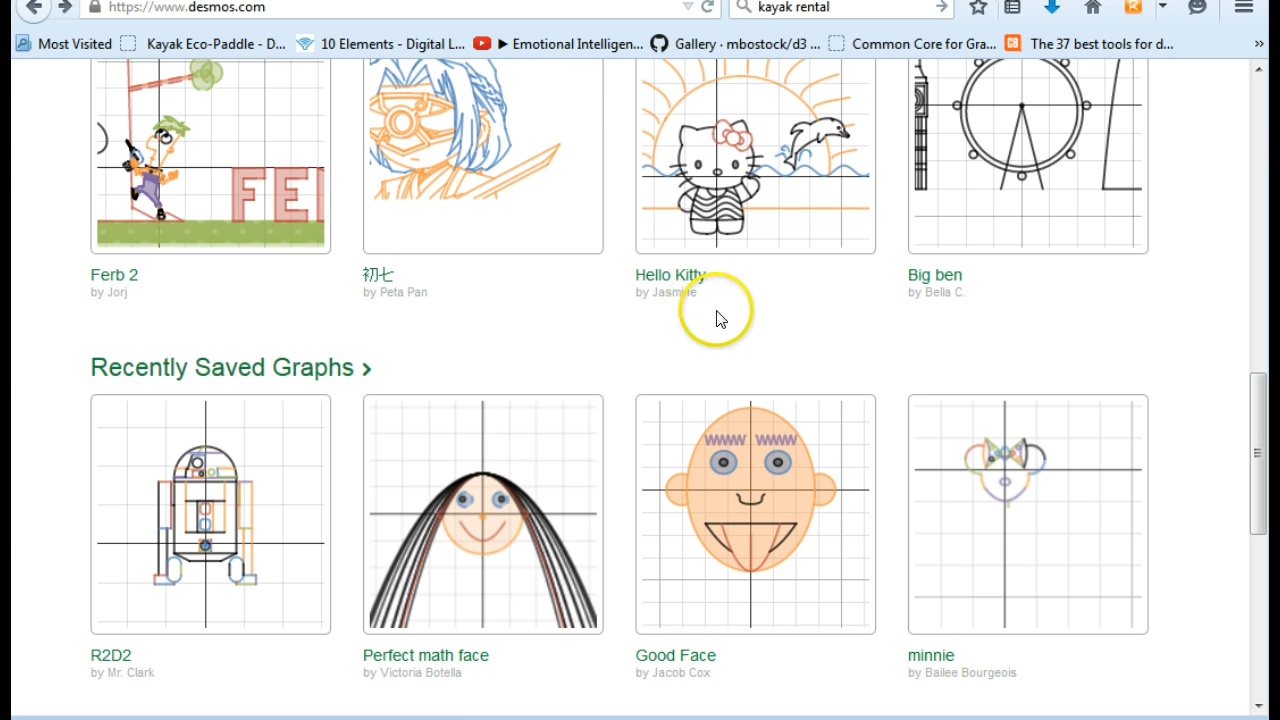 https://www.desmos.com
kayak rental
Most Visited
Kayak Eco-Paddle - D...
10 Elements - Digital L...
▶ Emotional Intelligen...
Gallery · mbostock/d3 ...
Common Core for Gra...
C8
The 37 best tools for d...
»
FE
Ferb 2
by Jorj
初七
by Peta Pan
Hello Kitty
by Jasmine
Big ben
by Bella C.
Recently Saved Graphs ›
R2D2
by Mr. Clark
Perfect math face
by Victoria Botella
Good Face
by Jacob Cox
minnie
by Bailee Bourgeois